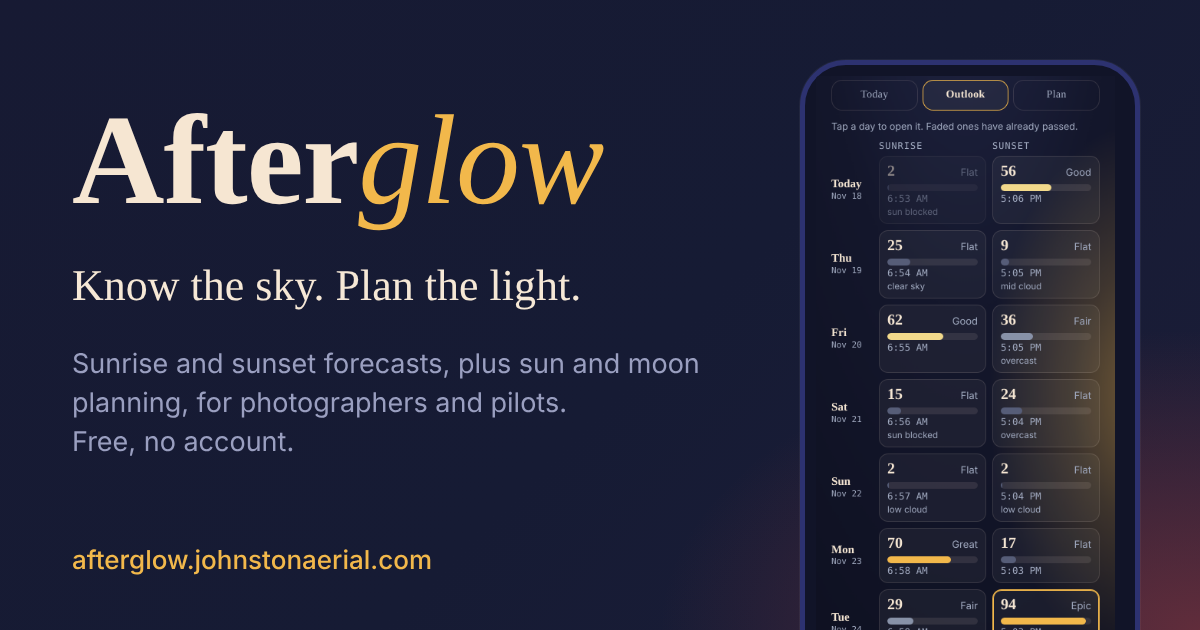 Afterglow
Know the sky. Plan the light.
Sunrise and sunset forecasts, plus sun and moon
planning, for photographers and pilots.
Free, no account.
afterglow.johnstonaerial.com
Today Outlook Plan
Tap a day to open it. Faded ones have already passed.
SUNRISE SUNSET
Today
Nov 18
2 Flat
6:53 AM
sun blocked
56 Good
5:06 PM
Thu
Nov 19
25 Flat
6:54 AM
clear sky
9 Flat
5:05 PM
mid cloud
Fri
Nov 20
62 Good
6:55 AM
36 Fair
5:05 PM
overcast
Sat
Nov 21
15 Flat
6:56 AM
sun blocked
24 Flat
5:04 PM
overcast
Sun
Nov 22
2 Flat
6:57 AM
low cloud
2 Flat
5:04 PM
low cloud
Mon
Nov 23
70 Great
6:58 AM
17 Flat
5:03 PM
Tue
29 Fair
94 Epic